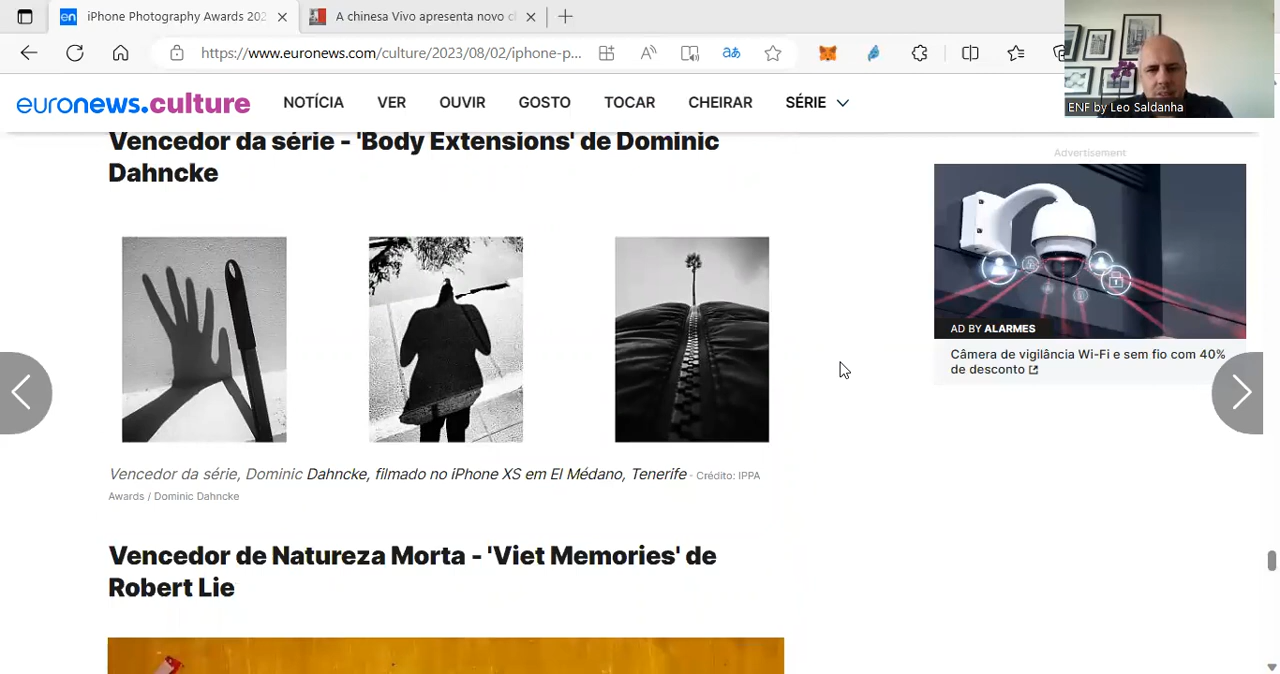 iPhone Photography Awards 202
A chinesa Vivo apresenta novo c
https://www.euronews.com/culture/2023/08/02/iphone-p...
ENF by Leo Saldanha
euronews.culture
NOTÍCIA VER OUVIR GOSTO TOCAR CHEIRAR SÉRIE
Vencedor da série - 'Body Extensions' de Dominic
Dahncke
Advertisement
AD BY ALARMES
Câmera de vigilância Wi-Fi e sem fio com 40%
de desconto
Vencedor da série, Dominic Dahncke, filmado no iPhone XS em El Médano, Tenerife - Crédito: IPPA
Awards / Dominic Dahncke
Vencedor de Natureza Morta - 'Viet Memories' de
Robert Lie